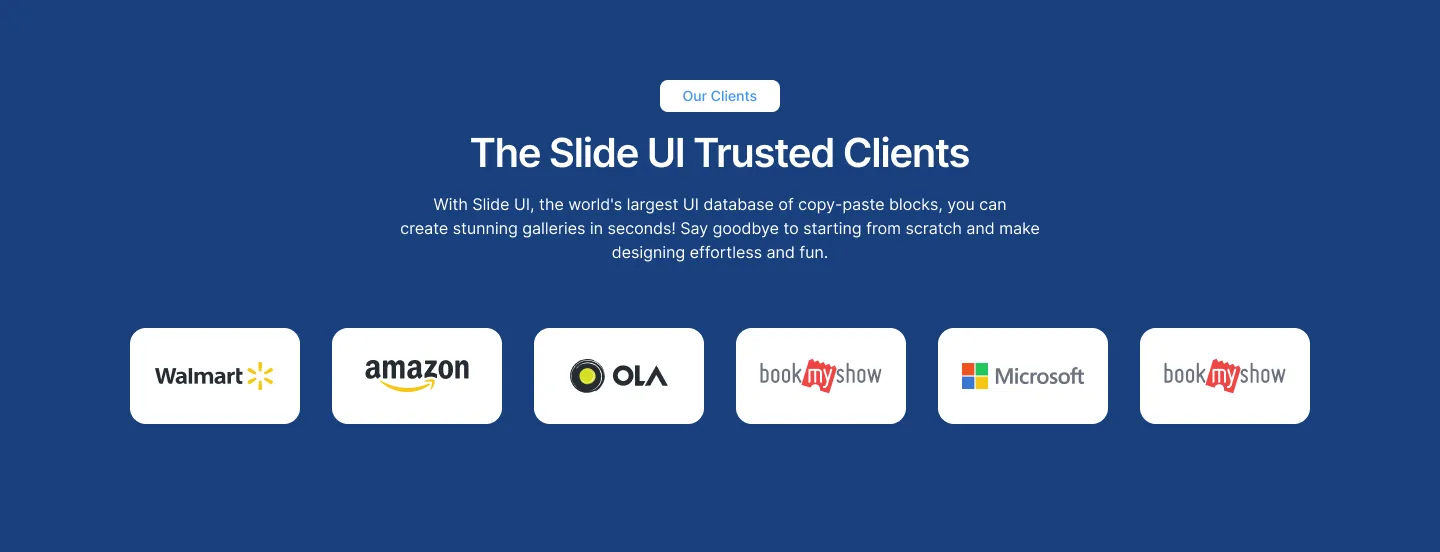 Our Clients
The Slide UI Trusted Clients
With Slide UI, the world's largest UI database of copy-paste blocks, you can
create stunning galleries in seconds! Say goodbye to starting from scratch and make
designing effortless and fun.
Walmart
amazon
OLA
bookmyshow
Microsoft
bookmyshow